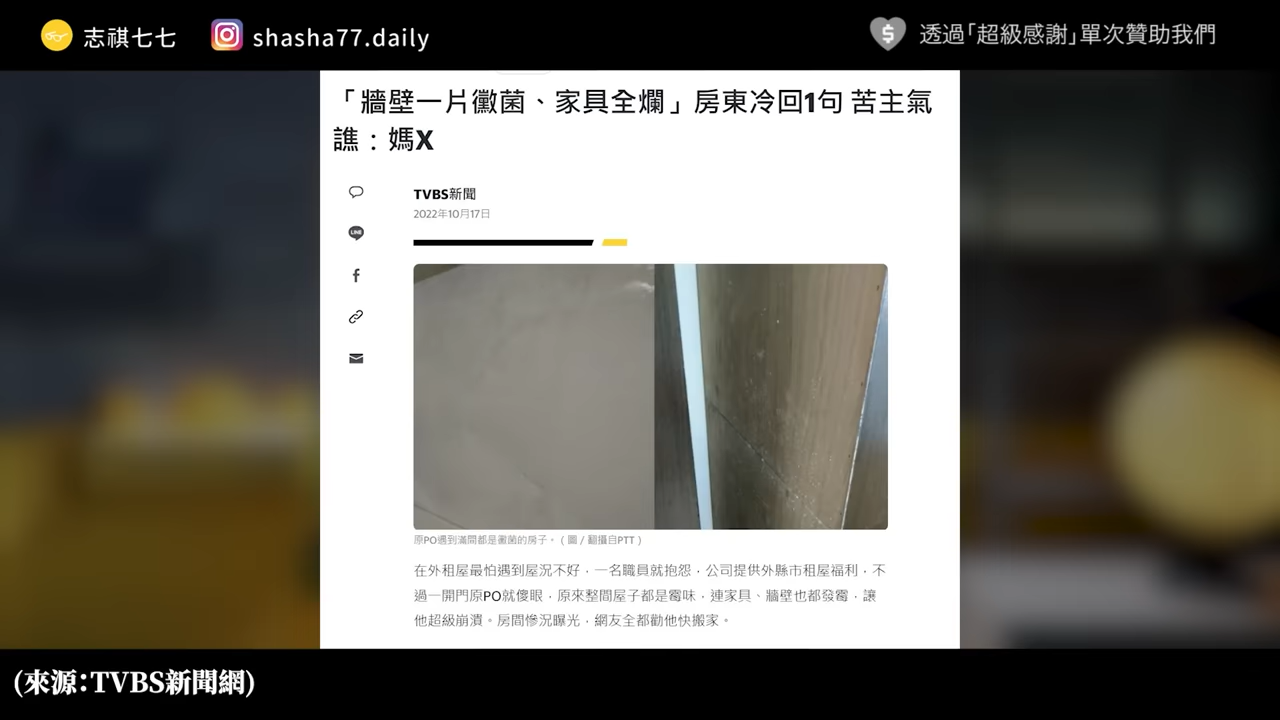 志祺七七
shasha77.daily
透過「超級感謝」單次贊助我們
「牆壁一片黴菌、家具全爛」房東冷回1句 苦主氣
譙：媽X
TVBS新聞
2022年10月17日
LINE
原PO遇到滿間都是黴菌的房子。（圖／翻攝自PTT）
在外租屋最怕遇到屋況不好，一名職員就抱怨，公司提供外縣市租屋福利，不
過一開門原PO就傻眼，原來整間屋子都是霉味，連家具、牆壁也都發霉，讓
他超級崩潰。房間慘況曝光，網友全都勸他快搬家。
(來源：TVBS新聞網)